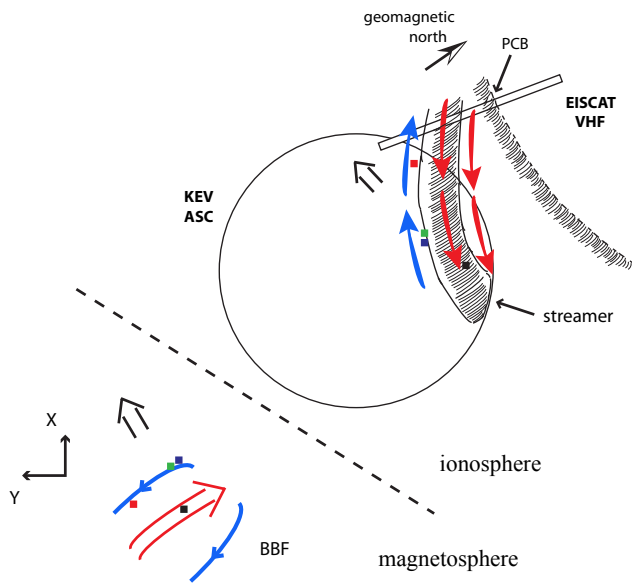 geomagnetic
north
PCB
EISCAT
VHF
KEV
ASC
streamer
X
Y
ionosphere
BBF
magnetosphere